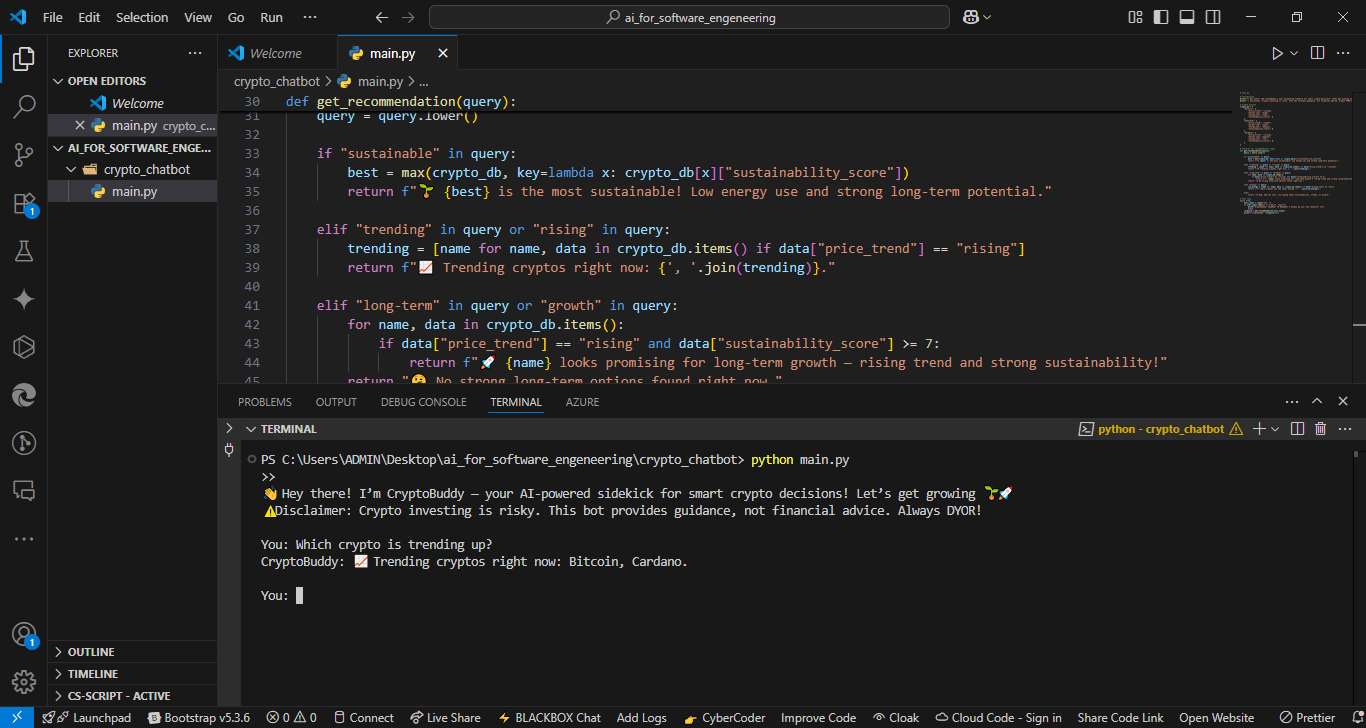 File Edit Selection View Go Run ··· ai_for_software_engeneering
EXPLORER ···
OPEN EDITORS
Welcome
main.py crypto_c...
AI_FOR_SOFTWARE_ENGE...
crypto_chatbot
main.py
1
1
OUTLINE
TIMELINE
CS-SCRIPT - ACTIVE
Welcome main.py
crypto_chatbot > main.py > ...
30 def get_recommendation(query):
31 query = query.lower()
32
33 if "sustainable" in query:
34 best = max(crypto_db, key=lambda x: crypto_db[x]["sustainability_score"])
35 return f"🌱 {best} is the most sustainable! Low energy use and strong long-term potential."
36
37 elif "trending" in query or "rising" in query:
38 trending = [name for name, data in crypto_db.items() if data["price_trend"] == "rising"]
39 return f"📈 Trending cryptos right now: {', '.join(trending)}."
40
41 elif "long-term" in query or "growth" in query:
42 for name, data in crypto_db.items():
43 if data["price_trend"] == "rising" and data["sustainability_score"] >= 7:
44 return f"🚀 {name} looks promising for long-term growth — rising trend and strong sustainability!"
45 return "🤔 No strong long-term options found right now."
PROBLEMS OUTPUT DEBUG CONSOLE TERMINAL AZURE
TERMINAL
python - crypto_chatbot
PS C:\Users\ADMIN\Desktop\ai_for_software_engeneering\crypto_chatbot> python main.py
>>
👋 Hey there! I'm CryptoBuddy — your AI-powered sidekick for smart crypto decisions! Let's get growing 🌱🚀
⚠️Disclaimer: Crypto investing is risky. This bot provides guidance, not financial advice. Always DYOR!
You: Which crypto is trending up?
CryptoBuddy: 📈 Trending cryptos right now: Bitcoin, Cardano.
You:
Launchpad Bootstrap v5.3.6 0 0 Connect Live Share BLACKBOX Chat Add Logs CyberCoder Improve Code Cloak Cloud Code - Sign in Share Code Link Open Website Prettier